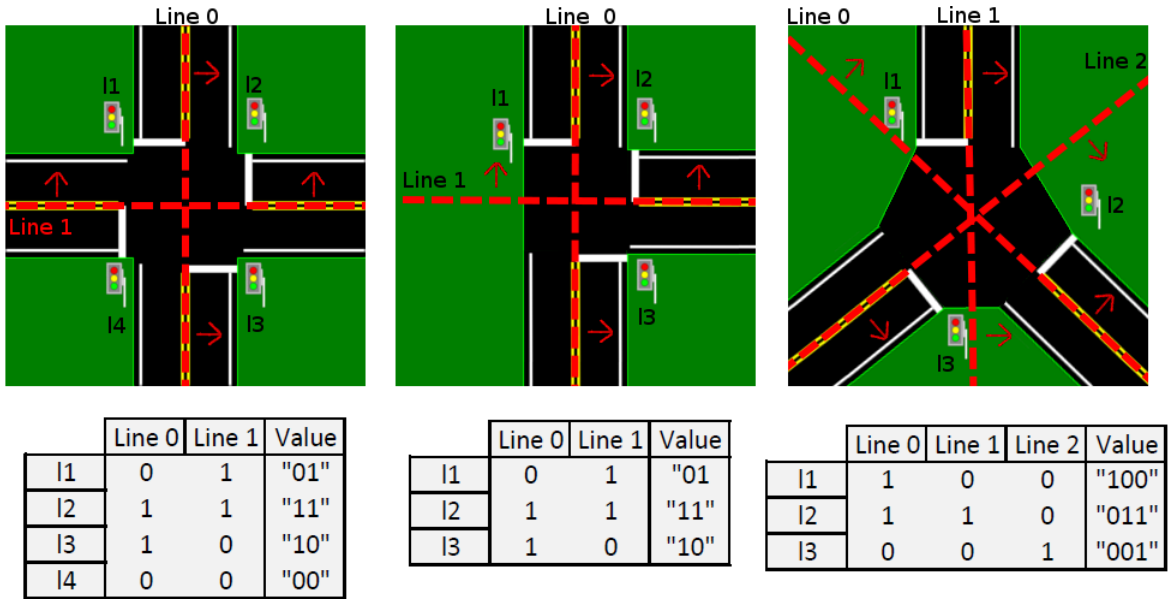 Line 0
l1
l2
Line 1
l4
l3
Line 0
l1
l2
Line 1
l3
Line 0
Line 1
Line 2
l1
l2
l3
Line 0 Line 1 Value
l1 0 1 "01"
l2 1 1 "11"
l3 1 0 "10"
l4 0 0 "00"
Line 0 Line 1 Value
l1 0 1 "01
l2 1 1 "11"
l3 1 0 "10"
Line 0 Line 1 Line 2 Value
l1 1 0 0 "100"
l2 1 1 0 "011"
l3 0 0 1 "001"